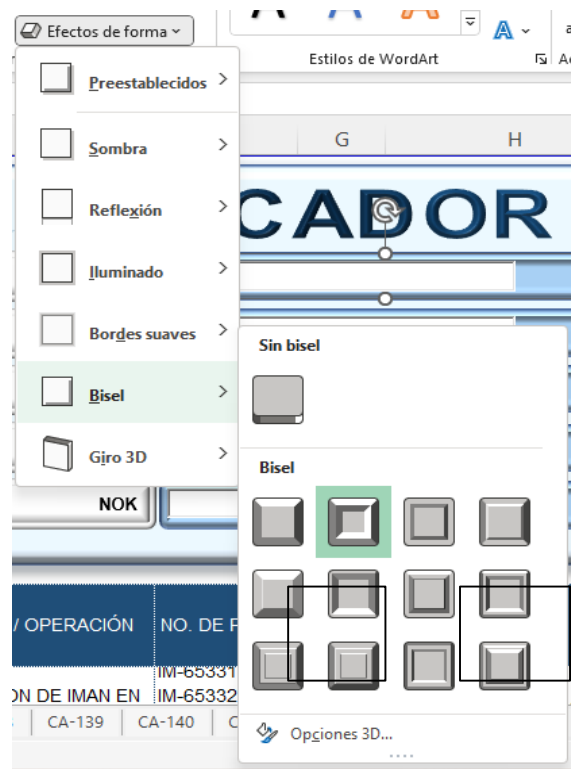 Efectos de forma
Estilos de WordArt
Preestablecidos
Sombra
G
H
Reflexión
CADOR
Iluminado
Bordes suaves
Sin bisel
Bisel
Giro 3D
Bisel
NOK
/ OPERACIÓN
NO. DE
IM-65331
ON DE IMAN EN
IM-65332
CA-139
CA-140
Opciones 3D...